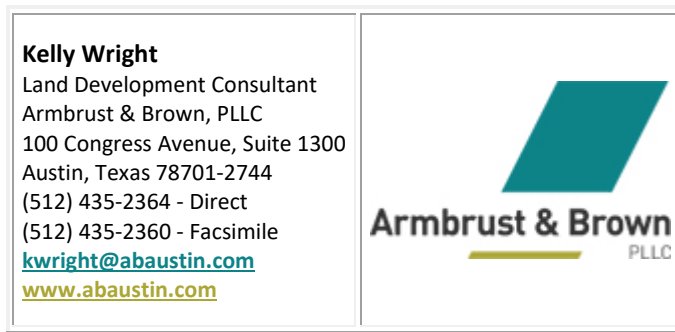 Kelly Wright
Land Development Consultant
Armbrust & Brown, PLLC
100 Congress Avenue, Suite 1300
Austin, Texas 78701-2744
(512) 435-2364 - Direct
(512) 435-2360 - Facsimile
kwright@abaustin.com
www.abaustin.com
Armbrust & Brown
PLLC